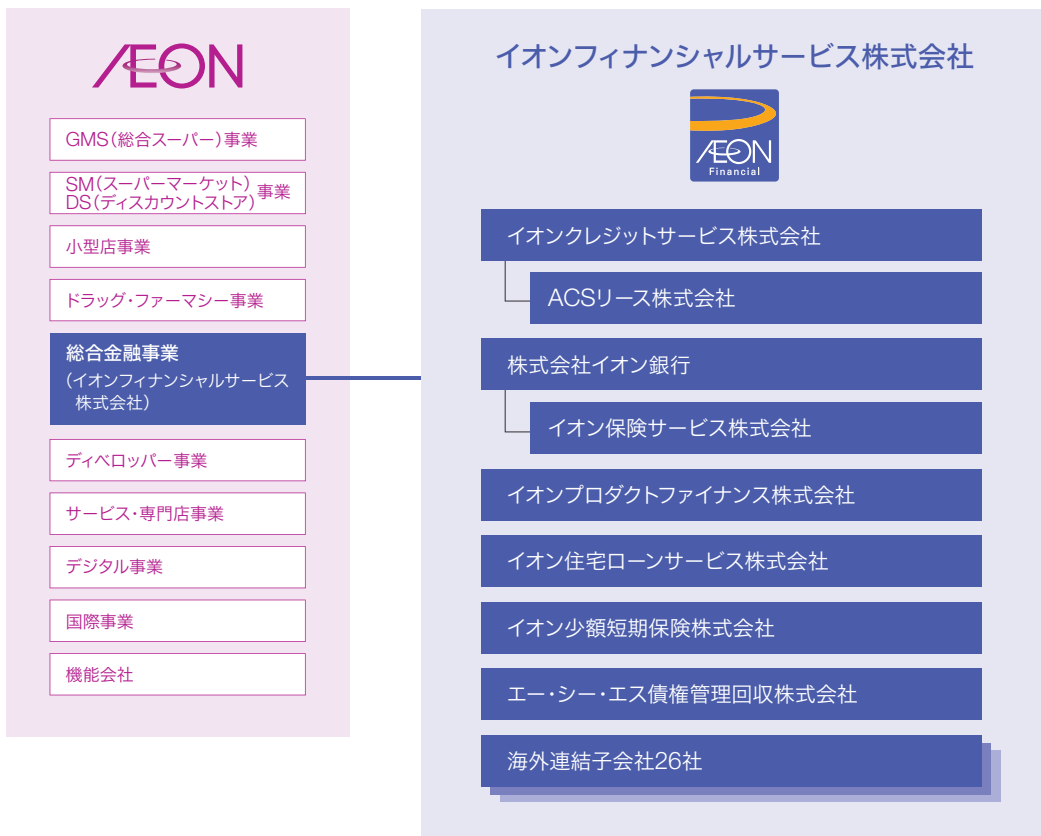 ÆON
GMS(総合スーパー)事業
SM(スーパーマーケット)
DS(ディスカウントストア)事業
小型店事業
ドラッグ・ファーマシー事業
総合金融事業
(イオンフィナンシャルサービス
株式会社)
ディベロッパー事業
サービス・専門店事業
デジタル事業
国際事業
機能会社
イオンフィナンシャルサービス株式会社
ÆON
Financial
イオンクレジットサービス株式会社
ACSリース株式会社
株式会社イオン銀行
イオン保険サービス株式会社
イオンプロダクトファイナンス株式会社
イオン住宅ローンサービス株式会社
イオン少額短期保険株式会社
エー・シー・エス債権管理回収株式会社
海外連結子会社26社